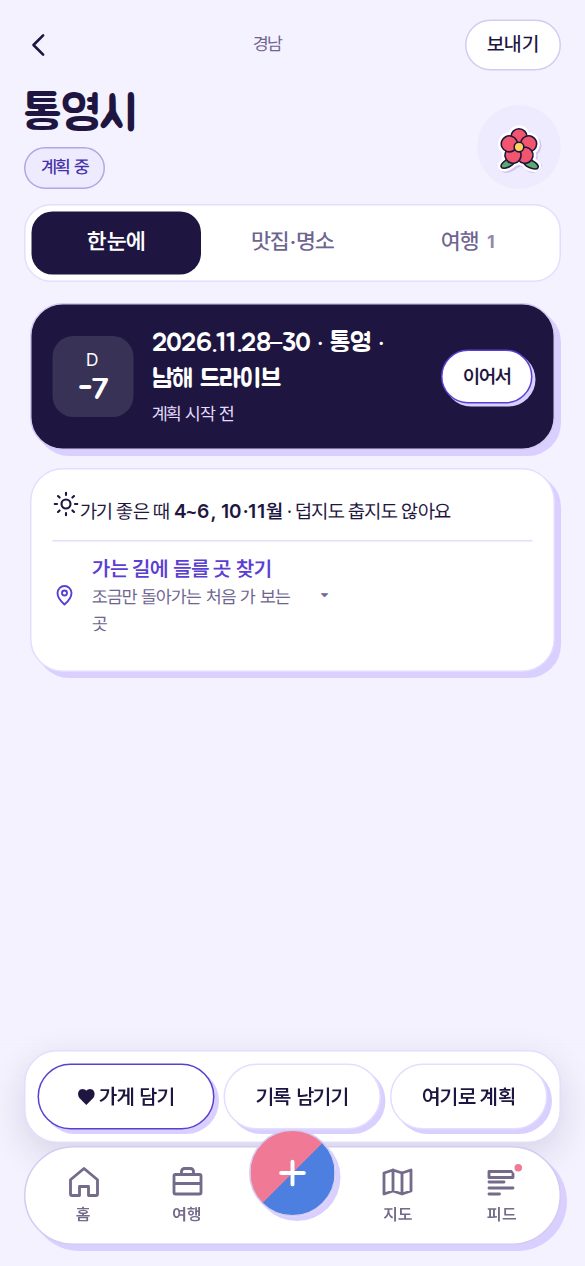 경남
보내기
통영시
계획 중
한눈에
맛집·명소
여행 1
D
-7
2026.11.28–30 · 통영 ·
남해 드라이브
계획 시작 전
이어서
가기 좋은 때 4~6, 10·11월 · 덥지도 춥지도 않아요
가는 길에 들를 곳 찾기
조금만 돌아가는 처음 가 보는
곳
가게 담기
기록 남기기
여기로 계획
홈
여행
지도
피드